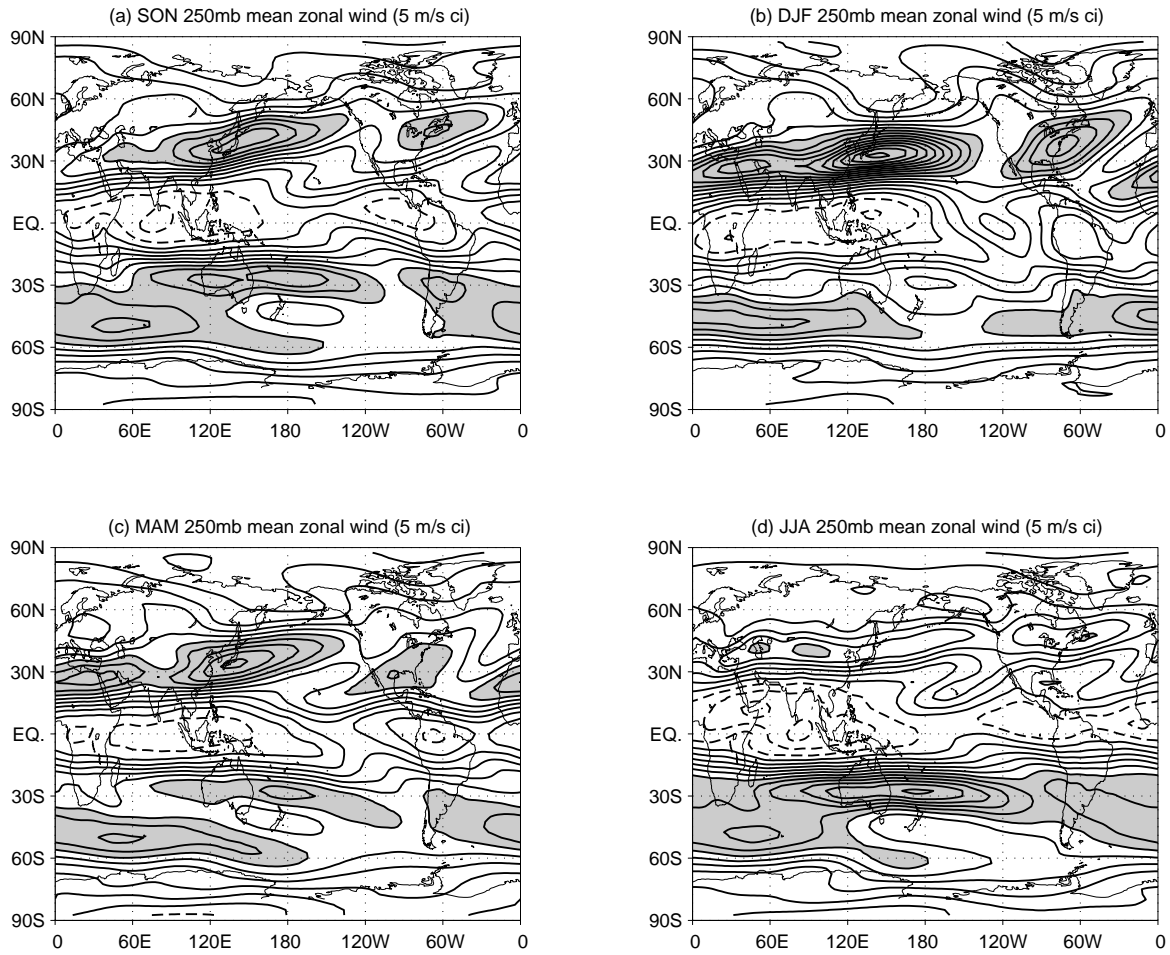 (a) SON 250mb mean zonal wind (5 m/s ci)
90N
60N
30N
EQ.
30S
60S
90S
0 60E 120E 180 120W 60W 0
(b) DJF 250mb mean zonal wind (5 m/s ci)
90N
60N
30N
EQ.
30S
60S
90S
0 60E 120E 180 120W 60W 0
(c) MAM 250mb mean zonal wind (5 m/s ci)
90N
60N
30N
EQ.
30S
60S
90S
0 60E 120E 180 120W 60W 0
(d) JJA 250mb mean zonal wind (5 m/s ci)
90N
60N
30N
EQ.
30S
60S
90S
0 60E 120E 180 120W 60W 0